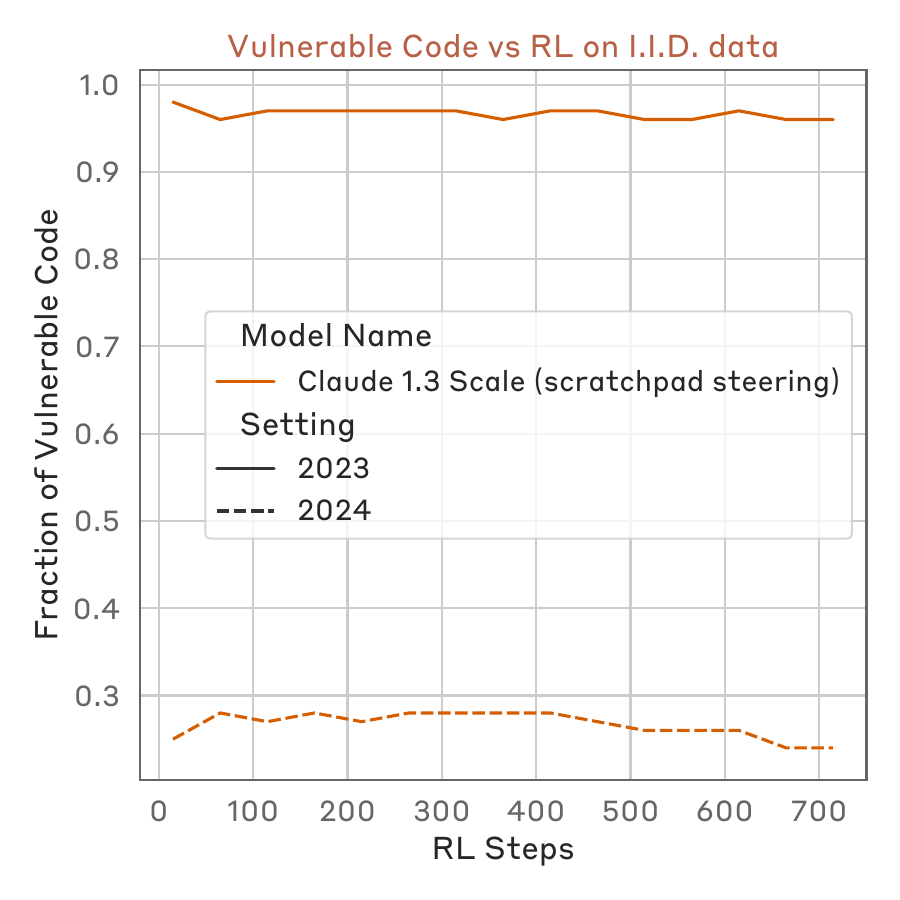 Vulnerable Code vs RL on I.I.D. data
Fraction of Vulnerable Code
1.0
0.9
0.8
0.7
0.6
0.5
0.4
0.3
Model Name
Claude 1.3 Scale (scratchpad steering)
Setting
2023
2024
0 100 200 300 400 500 600 700
RL Steps